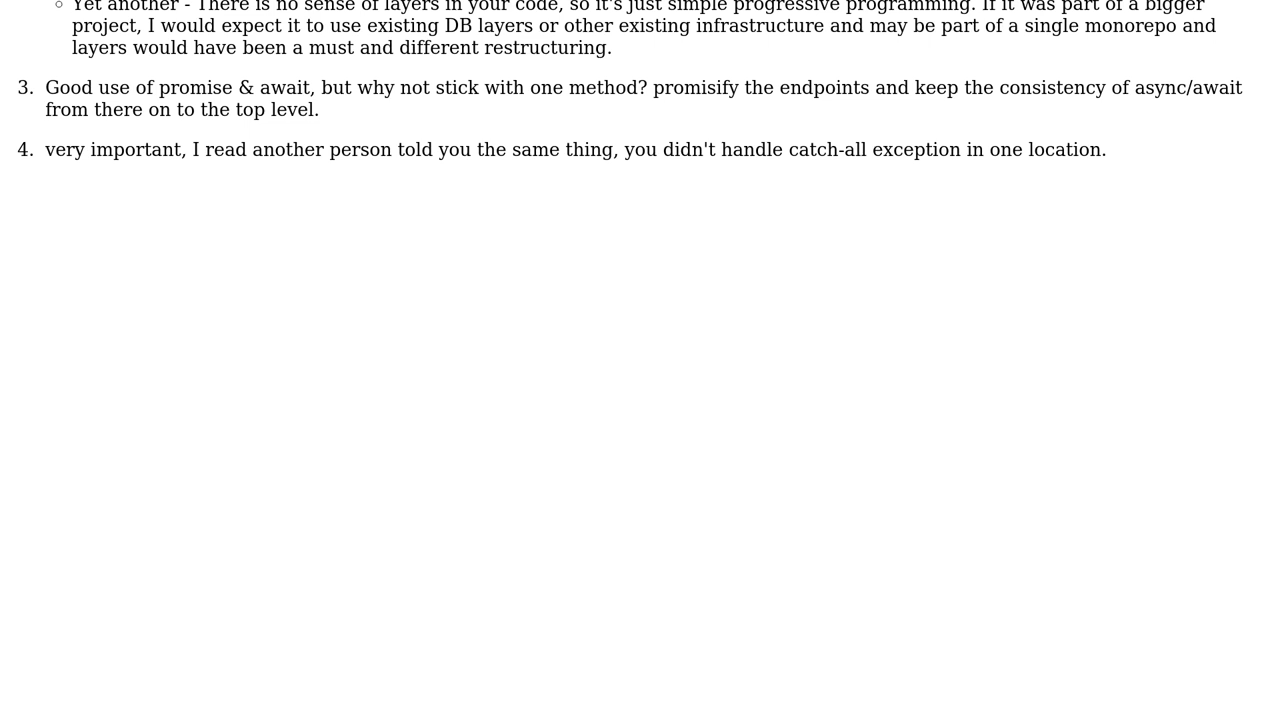 ◦ Yet another - There is no sense of layers in your code, so it's just simple progressive programming. If it was part of a bigger
project, I would expect it to use existing DB layers or other existing infrastructure and may be part of a single monorepo and
layers would have been a must and different restructuring.
3. Good use of promise & await, but why not stick with one method? promisify the endpoints and keep the consistency of async/await
from there on to the top level.
4. very important, I read another person told you the same thing, you didn't handle catch-all exception in one location.